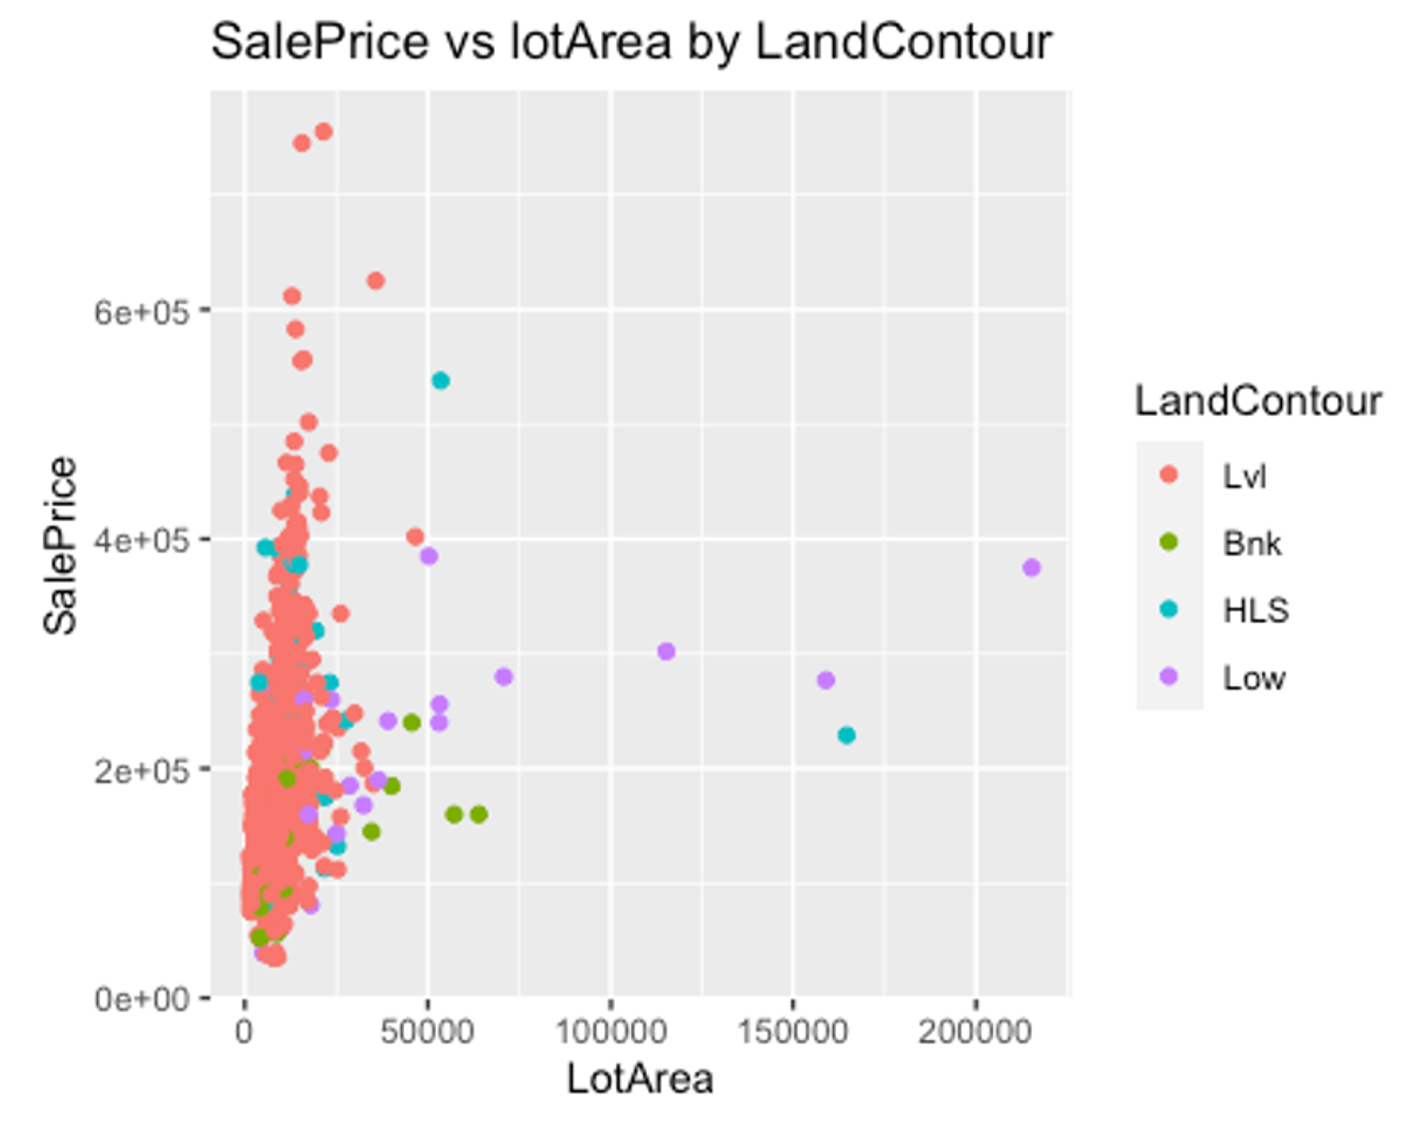 SalePrice vs lotArea by LandContour
6e+05
4e+05
2e+05
0e+00
SalePrice
0 50000 100000 150000 200000
LotArea
LandContour
Lvl
Bnk
HLS
Low